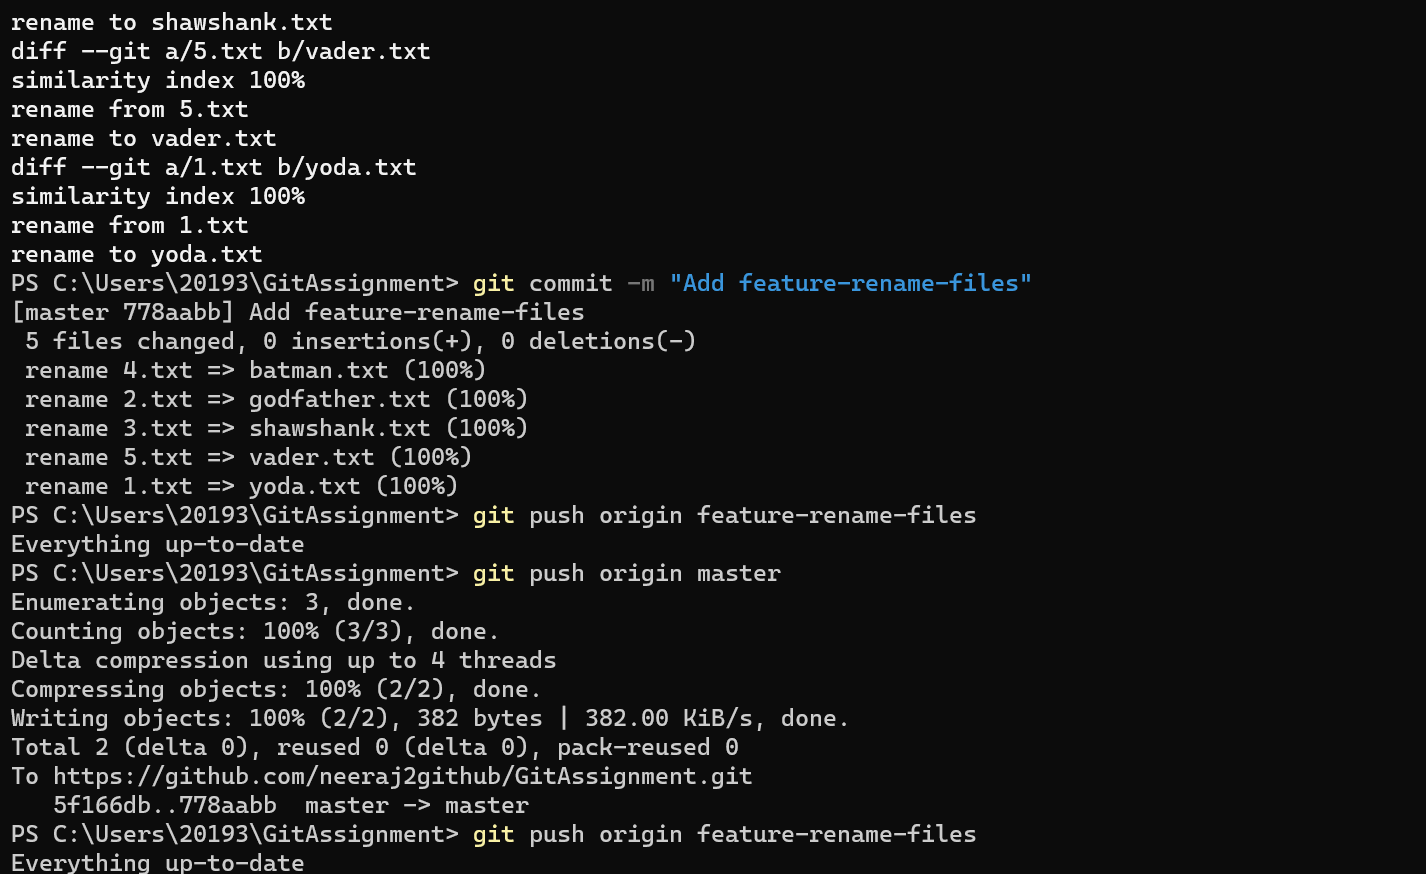 rename to shawshank.txt
diff --git a/5.txt b/vader.txt
similarity index 100%
rename from 5.txt
rename to vader.txt
diff --git a/1.txt b/yoda.txt
similarity index 100%
rename from 1.txt
rename to yoda.txt
PS C:\Users\20193\GitAssignment> git commit -m "Add feature-rename-files"
[master 778aabb] Add feature-rename-files
 5 files changed, 0 insertions(+), 0 deletions(-)
 rename 4.txt => batman.txt (100%)
 rename 2.txt => godfather.txt (100%)
 rename 3.txt => shawshank.txt (100%)
 rename 5.txt => vader.txt (100%)
 rename 1.txt => yoda.txt (100%)
PS C:\Users\20193\GitAssignment> git push origin feature-rename-files
Everything up-to-date
PS C:\Users\20193\GitAssignment> git push origin master
Enumerating objects: 3, done.
Counting objects: 100% (3/3), done.
Delta compression using up to 4 threads
Compressing objects: 100% (2/2), done.
Writing objects: 100% (2/2), 382 bytes | 382.00 KiB/s, done.
Total 2 (delta 0), reused 0 (delta 0), pack-reused 0
To https://github.com/neeraj2github/GitAssignment.git
   5f166db..778aabb  master -> master
PS C:\Users\20193\GitAssignment> git push origin feature-rename-files
Everything up-to-date